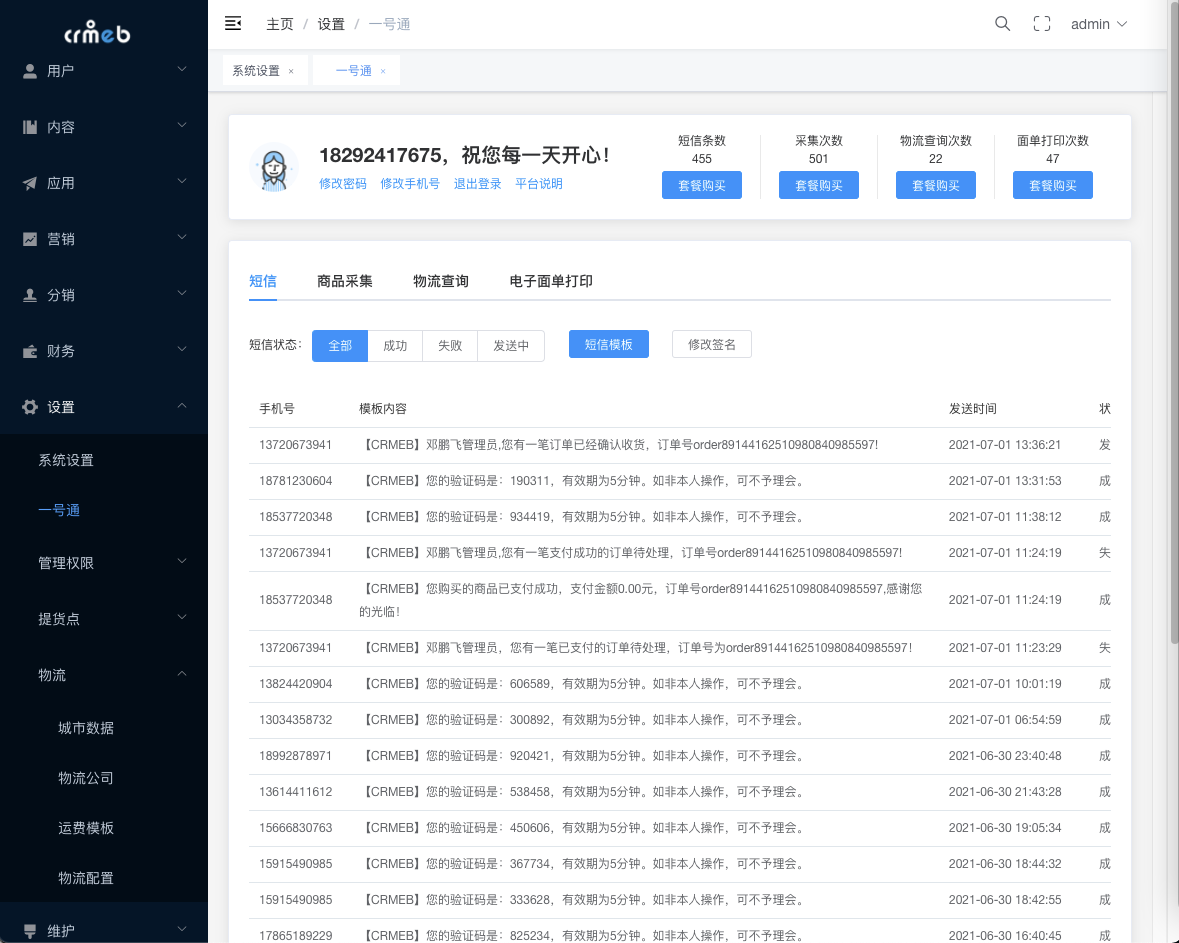 crmeb
用户
内容
应用
营销
分销
财务
设置
系统设置
一号通
管理权限
提货点
物流
城市数据
物流公司
运费模板
物流配置
维护
主页 / 设置 / 一号通
admin
系统设置 × 一号通 ×
18292417675，祝您每一天开心！
修改密码 修改手机号 退出登录 平台说明
短信条数 采集次数 物流查询次数 面单打印次数
455 501 22 47
套餐购买 套餐购买 套餐购买 套餐购买
短信 商品采集 物流查询 电子面单打印
短信状态： 全部 成功 失败 发送中 短信模板 修改签名
手机号 模板内容 发送时间 状
13720673941 【CRMEB】邓鹏飞管理员,您有一笔订单已经确认收货，订单号order89144162510980840985597! 2021-07-01 13:36:21 发
18781230604 【CRMEB】您的验证码是：190311，有效期为5分钟。如非本人操作，可不予理会。 2021-07-01 13:31:53 成
18537720348 【CRMEB】您的验证码是：934419，有效期为5分钟。如非本人操作，可不予理会。 2021-07-01 11:38:12 成
13720673941 【CRMEB】邓鹏飞管理员,您有一笔支付成功的订单待处理，订单号order89144162510980840985597! 2021-07-01 11:24:19 失
18537720348 【CRMEB】您购买的商品已支付成功，支付金额0.00元，订单号order89144162510980840985597,感谢您 2021-07-01 11:24:19 成
的光临！
13720673941 【CRMEB】邓鹏飞管理员，您有一笔已支付的订单待处理，订单号为order89144162510980840985597！ 2021-07-01 11:23:29 失
13824420904 【CRMEB】您的验证码是：606589，有效期为5分钟。如非本人操作，可不予理会。 2021-07-01 10:01:19 成
13034358732 【CRMEB】您的验证码是：300892，有效期为5分钟。如非本人操作，可不予理会。 2021-07-01 06:54:59 成
18992878971 【CRMEB】您的验证码是：920421，有效期为5分钟。如非本人操作，可不予理会。 2021-06-30 23:40:48 成
13614411612 【CRMEB】您的验证码是：538458，有效期为5分钟。如非本人操作，可不予理会。 2021-06-30 21:43:28 成
15666830763 【CRMEB】您的验证码是：450606，有效期为5分钟。如非本人操作，可不予理会。 2021-06-30 19:05:34 成
15915490985 【CRMEB】您的验证码是：367734，有效期为5分钟。如非本人操作，可不予理会。 2021-06-30 18:44:32 成
15915490985 【CRMEB】您的验证码是：333628，有效期为5分钟。如非本人操作，可不予理会。 2021-06-30 18:42:55 成
17865189229 【CRMEB】您的验证码是：825234，有效期为5分钟。如非本人操作，可不予理会。 2021-06-30 16:40:45 成